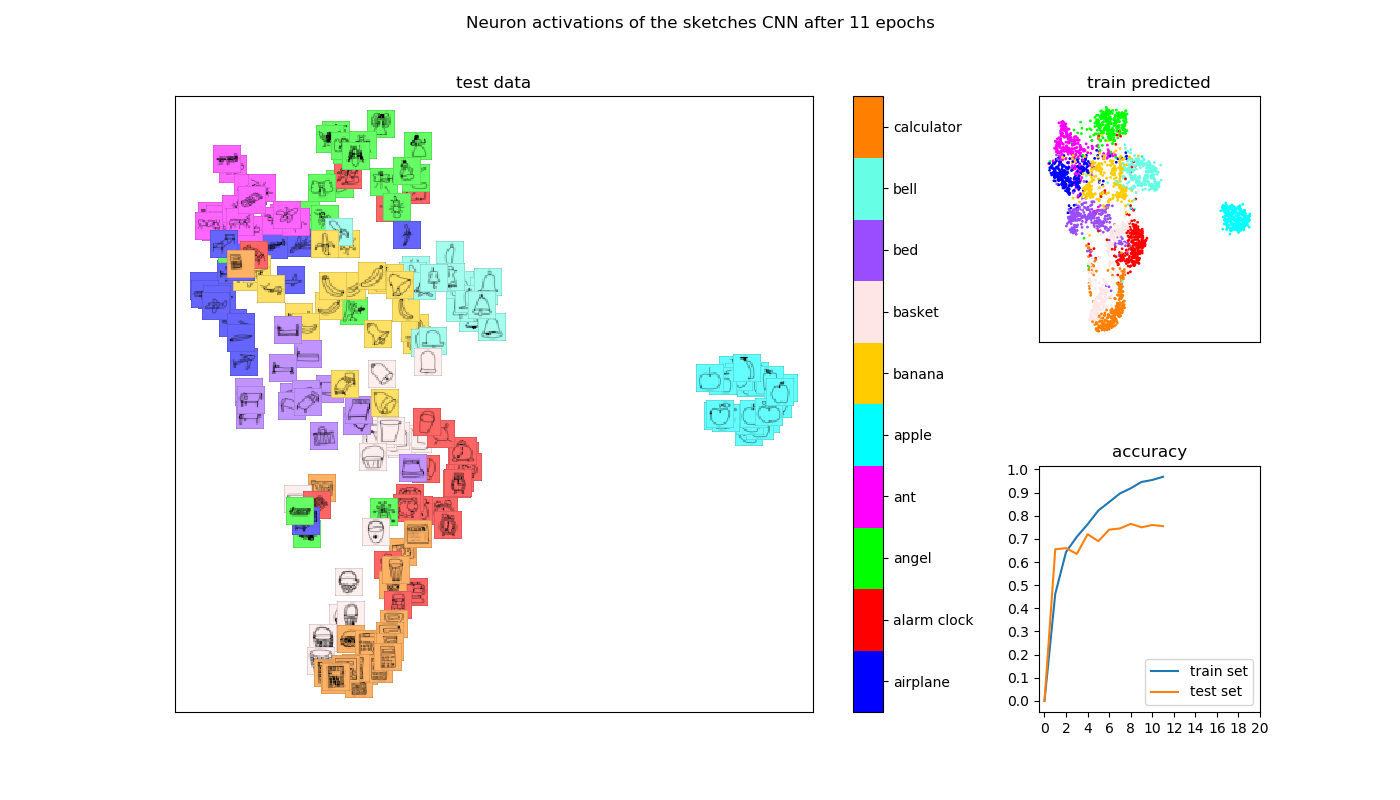 Neuron activations of the sketches CNN after 11 epochs
test data
calculator
bell
bed
basket
banana
apple
ant
angel
alarm clock
airplane
train predicted
accuracy
1.0
0.9
0.8
0.7
0.6
0.5
0.4
0.3
0.2
0.1
0.0
train set
test set
0 2 4 6 8 10 12 14 16 18 20